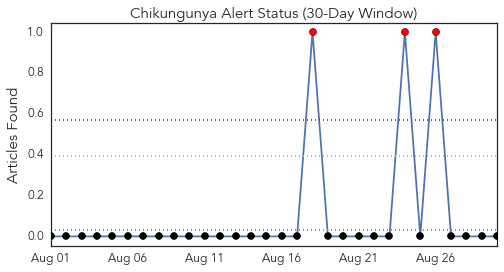 Chikungunya Alert Status (30-Day Window)
Articles Found
1.0
0.8
0.6
0.4
0.2
0.0
Aug 01 Aug 06 Aug 11 Aug 16 Aug 21 Aug 26